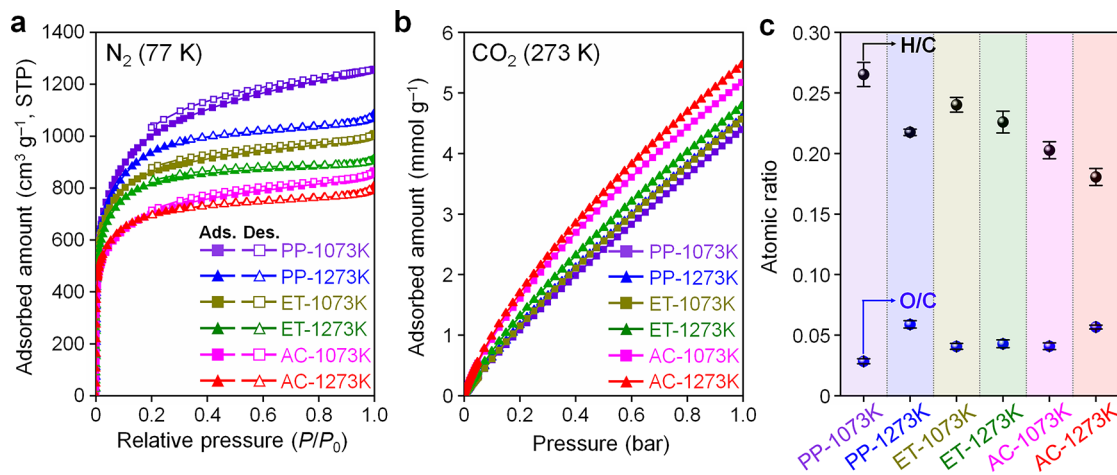 a
N2 (77 K)
Adsorbed amount (cm3 g−1, STP)
1400
1200
1000
800
600
400
200
0
Ads. Des.
PP-1073K
PP-1273K
ET-1073K
ET-1273K
AC-1073K
AC-1273K
0
0.2
0.4
0.6
0.8
1.0
Relative pressure (P/P0)
b
CO2 (273 K)
Adsorbed amount (mmol g−1)
6
5
4
3
2
1
0
PP-1073K
PP-1273K
ET-1073K
ET-1273K
AC-1073K
AC-1273K
0
0.2
0.4
0.6
0.8
1.0
Pressure (bar)
c
Atomic ratio
0.30
0.25
0.20
0.15
0.10
0.05
0
H/C
O/C
PP-1073K
PP-1273K
ET-1073K
ET-1273K
AC-1073K
AC-1273K